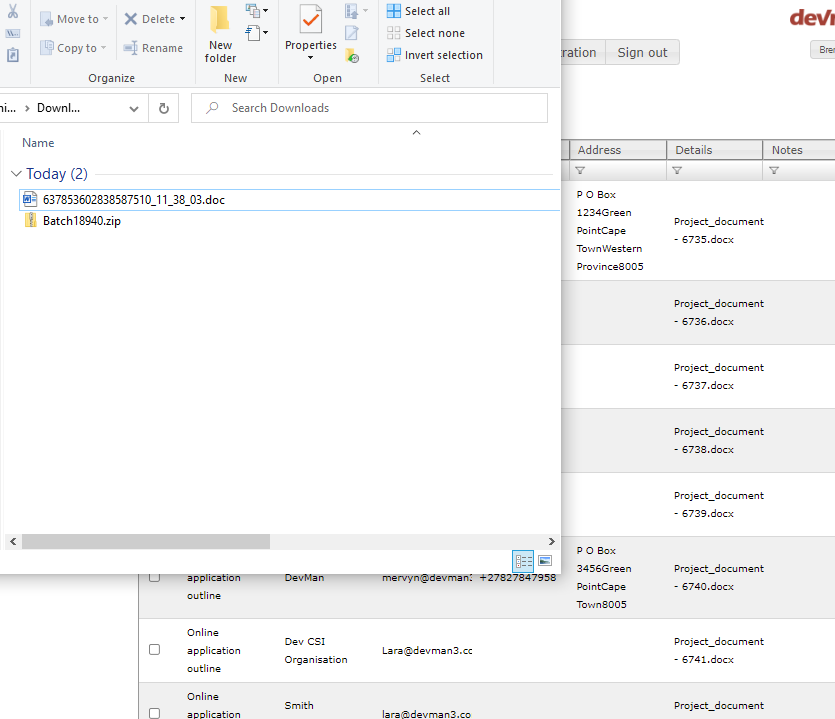 devm
Move to
Delete
Copy to
Rename
New
folder
Properties
Select all
Select none
Invert selection
Organize
New
Open
Select
tration
Sign out
Bren
ni...
Downl...
Search Downloads
Name
Today (2)
637853602838587510_11_38_03.doc
Batch18940.zip
Address
Details
Notes
P O Box
1234Green
PointCape
TownWestern
Province8005
Project_document
- 6735.docx
Project_document
- 6736.docx
Project_document
- 6737.docx
Project_document
- 6738.docx
Project_document
- 6739.docx
application
outline
DevMan
mervyn@devman3
+27827847958
P O Box
3456Green
PointCape
Town8005
Project_document
- 6740.docx
Online
application
outline
Dev CSI
Organisation
Lara@devman3.co
Project_document
- 6741.docx
Online
application
Smith
lara@devman3.co
Project_document